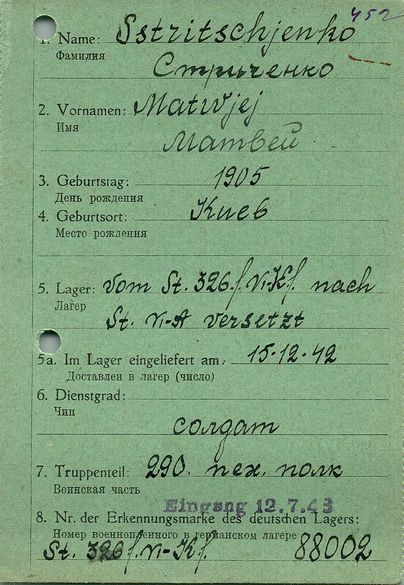 452
1. Name: Sstritschjenko
Фамилия
Стриченко
2. Vornamen: Matwjej
Имя
Матвей
3. Geburtstag: 1905
День рождения
4. Geburtsort: Киев
Место рождения
5. Lager: vom St. 326 f. VI-K f. nach
Лагер
St. VI-A versetzt
5a. Im Lager eingeliefert am: 15.12.42
Доставлен в лагер (число)
6. Dienstgrad:
Чин
солдат
7. Truppenteil: 290. пех. полк
Воинская часть
Eingang 12.7.43
8. Nr. der Erkennungsmarke des deutschen Lagers:
Номер военнопленного в германском лагере
St. 326 f. VI-K f. 88002